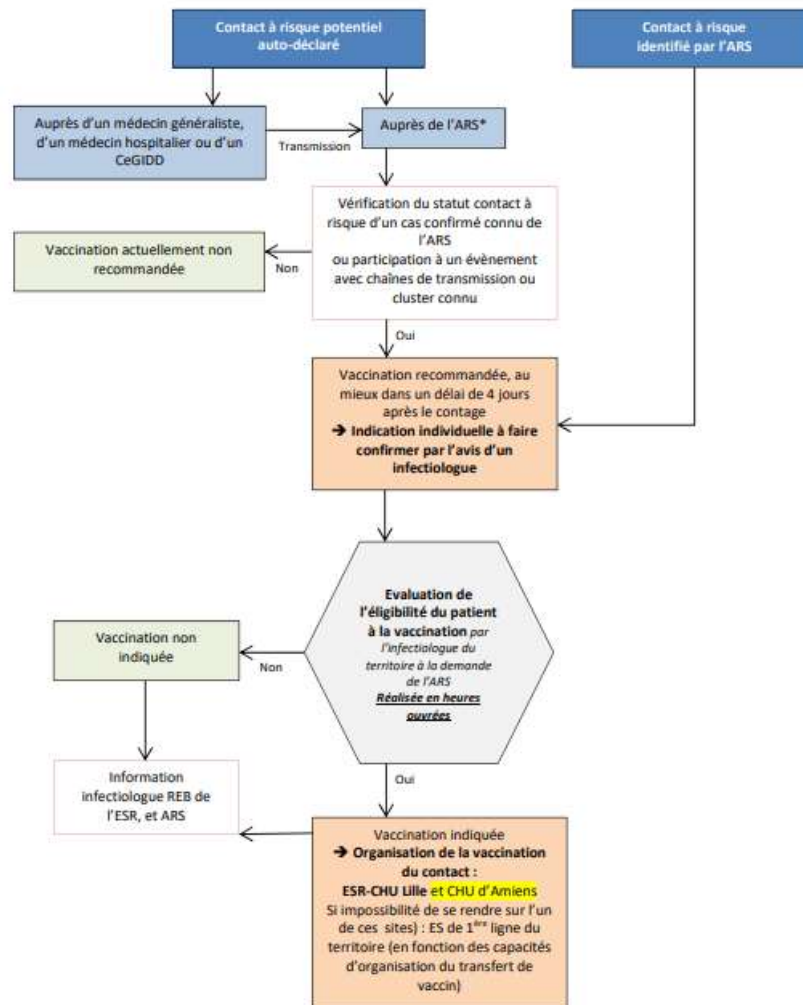 Contact à risque potentiel
auto-déclaré
Contact à risque
identifié par l'ARS
Auprès d'un médecin généraliste,
d'un médecin hospitalier ou d'un
CeGIDD
Transmission
Auprès de l'ARS*
Vérification du statut contact à
risque d'un cas confirmé connu de
l'ARS
ou participation à un évènement
avec chaînes de transmission ou
cluster connu
Non
Vaccination actuellement non
recommandée
Oui
Vaccination recommandée, au
mieux dans un délai de 4 jours
après le contage
➔ Indication individuelle à faire
confirmer par l'avis d'un
infectiologue
Evaluation de
l'éligibilité du patient
à la vaccination par
l'infectiologue du
territoire à la demande
de l'ARS
Réalisée en heures
ouvrées
Non
Vaccination non
indiquée
Information
infectiologue REB de
l'ESR, et ARS
Oui
Vaccination indiquée
➔ Organisation de la vaccination
du contact :
ESR-CHU Lille et CHU d'Amiens
Si impossibilité de se rendre sur l'un
de ces sites) : ES de 1ère ligne du
territoire (en fonction des capacités
d'organisation du transfert de
vaccin)